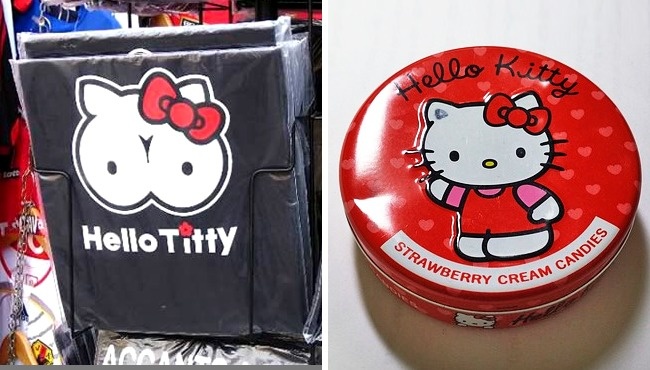 Hello Titty
Hello Kitty
STRAWBERRY CREAM CANDIES